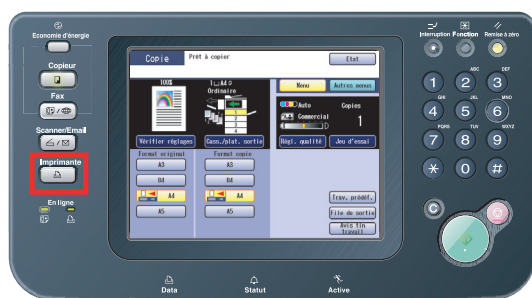 Economie d'énergie
Copieur
Fax
Scanner/Email
Imprimante
En ligne
Copie
Prêt à copier
Etat
100%
1 A4
Ordinaire
Menu
Autres menus
Auto
Copies
Commercial
1
Vérifier réglages
Cass./plat. sortie
Régl. qualité
Jeu d'essai
Format original
Format copie
A3
A3
B4
B4
A4
A4
A5
A5
Trav. prédéf.
File de sortie
Avis fin
travail
Interruption
Fonction
Remise à zéro
ABC
DEF
1
2
3
GHI
JKL
MNO
4
5
6
PQRS
TUV
WXYZ
7
8
9
*
0
#
C
Data
Statut
Active